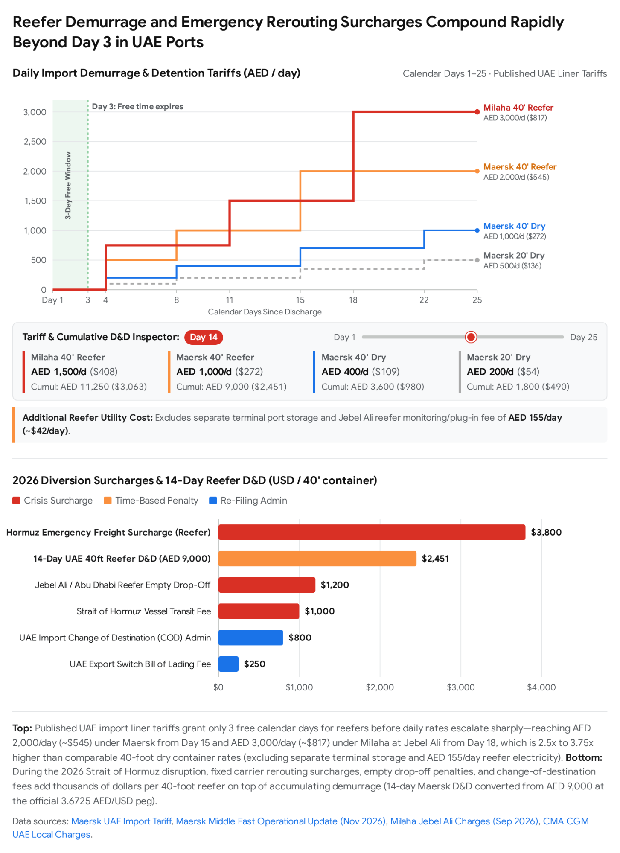 Reefer Demurrage and Emergency Rerouting Surcharges Compound Rapidly
Beyond Day 3 in UAE Ports
Daily Import Demurrage & Detention Tariffs (AED / day)
Calendar Days 1–25 · Published UAE Liner Tariffs
Day 3: Free time expires
3-Day Free Window
3,000
2,500
2,000
1,500
1,000
500
0
Milaha 40' Reefer
AED 3,000/d ($817)
Maersk 40' Reefer
AED 2,000/d ($545)
Maersk 40' Dry
AED 1,000/d ($272)
Maersk 20' Dry
AED 500/d ($136)
Day 1 3 4 8 11 15 18 22 25
Calendar Days Since Discharge
Tariff & Cumulative D&D Inspector: Day 14
Day 1 Day 25
Milaha 40' Reefer
AED 1,500/d ($408)
Cumul: AED 11,250 ($3,063)
Maersk 40' Reefer
AED 1,000/d ($272)
Cumul: AED 9,000 ($2,451)
Maersk 40' Dry
AED 400/d ($109)
Cumul: AED 3,600 ($980)
Maersk 20' Dry
AED 200/d ($54)
Cumul: AED 1,800 ($490)
Additional Reefer Utility Cost: Excludes separate terminal port storage and Jebel Ali reefer monitoring/plug-in fee of AED 155/day
(~$42/day).
2026 Diversion Surcharges & 14-Day Reefer D&D (USD / 40' container)
Crisis Surcharge Time-Based Penalty Re-Filing Admin
Hormuz Emergency Freight Surcharge (Reefer) $3,800
14-Day UAE 40ft Reefer D&D (AED 9,000) $2,451
Jebel Ali / Abu Dhabi Reefer Empty Drop-Off $1,200
Strait of Hormuz Vessel Transit Fee $1,000
UAE Import Change of Destination (COD) Admin $800
UAE Export Switch Bill of Lading Fee $250
$0 $1,000 $2,000 $3,000 $4,000
Top: Published UAE import liner tariffs grant only 3 free calendar days for reefers before daily rates escalate sharply—reaching AED
2,000/day (~$545) under Maersk from Day 15 and AED 3,000/day (~$817) under Milaha at Jebel Ali from Day 18, which is 2.5x to 3.75x
higher than comparable 40-foot dry container rates (excluding separate terminal storage and AED 155/day reefer electricity). Bottom:
During the 2026 Strait of Hormuz disruption, fixed carrier rerouting surcharges, empty drop-off penalties, and change-of-destination
fees add thousands of dollars per 40-foot reefer on top of accumulating demurrage (14-day Maersk D&D converted from AED 9,000 at
the official 3.6725 AED/USD peg).
Data sources: Maersk UAE Import Tariff, Maersk Middle East Operational Update (Nov 2026), Milaha Jebel Ali Charges (Sep 2026), CMA CGM
UAE Local Charges.